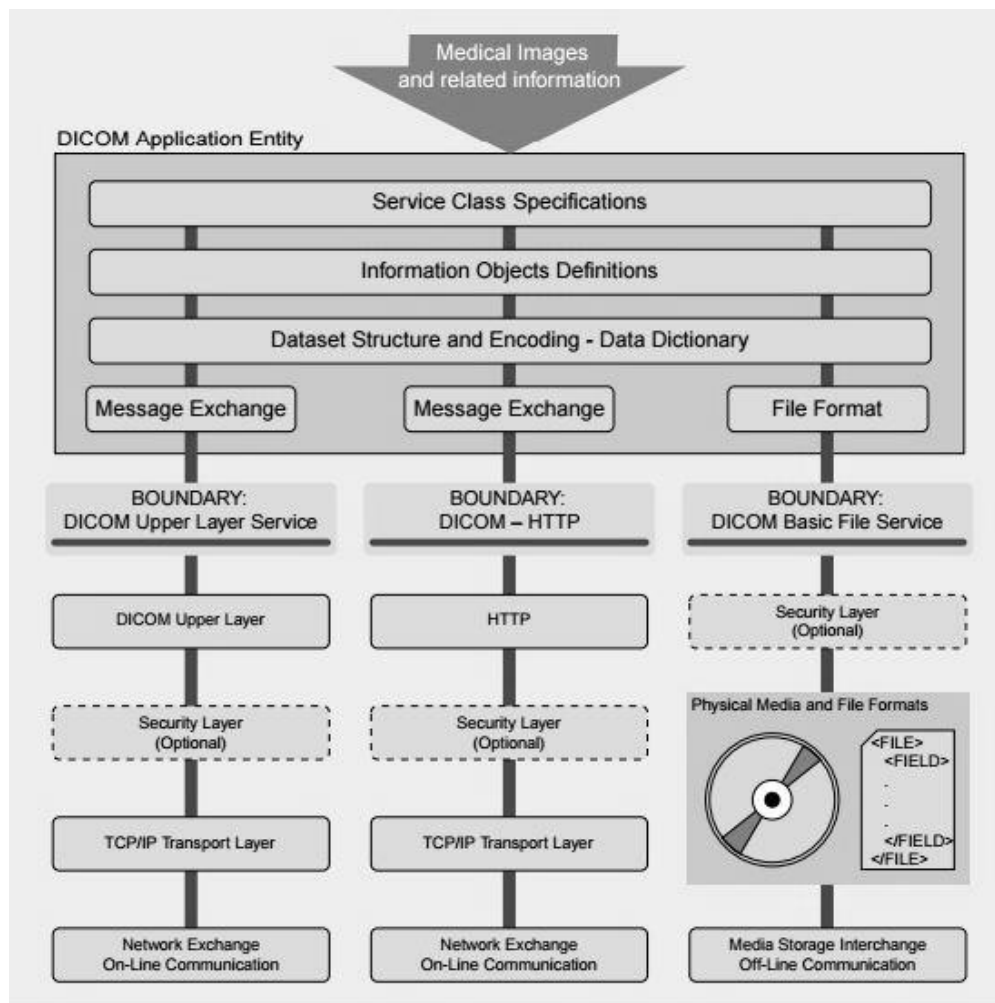 Medical Images
and related information
DICOM Application Entity
Service Class Specifications
Information Objects Definitions
Dataset Structure and Encoding - Data Dictionary
Message Exchange
Message Exchange
File Format
BOUNDARY:
DICOM Upper Layer Service
BOUNDARY:
DICOM – HTTP
BOUNDARY:
DICOM Basic File Service
DICOM Upper Layer
HTTP
Security Layer
(Optional)
Security Layer
(Optional)
Security Layer
(Optional)
Physical Media and File Formats
<FILE>
<FIELD>
.
.
.
</FIELD>
</FILE>
TCP/IP Transport Layer
TCP/IP Transport Layer
Network Exchange
On-Line Communication
Network Exchange
On-Line Communication
Media Storage Interchange
Off-Line Communication